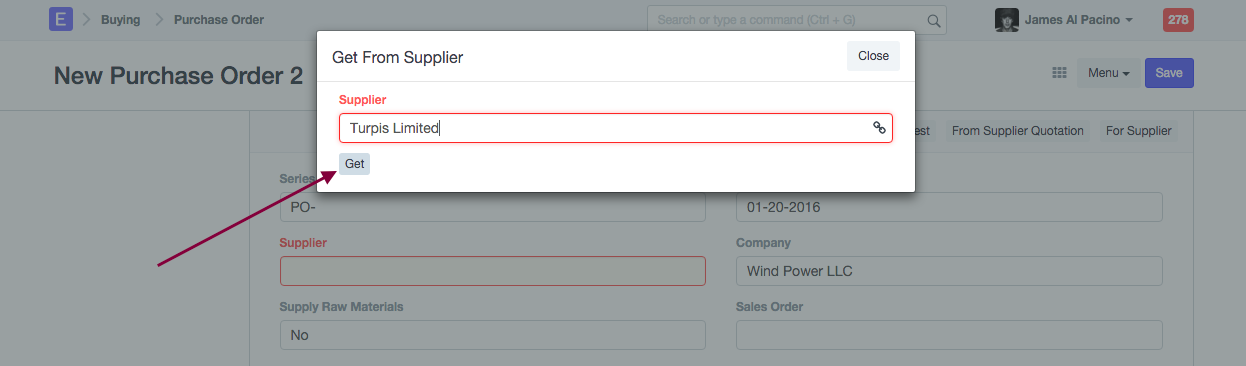 E Buying Purchase Order Search or type a command (Ctrl + G) James Al Pacino 278
New Purchase Order 2 Menu Save
Get From Supplier Close
Supplier
Turpis Limited
Get
est From Supplier Quotation For Supplier
Series
PO- 01-20-2016
Supplier Company
Wind Power LLC
Supply Raw Materials Sales Order
No